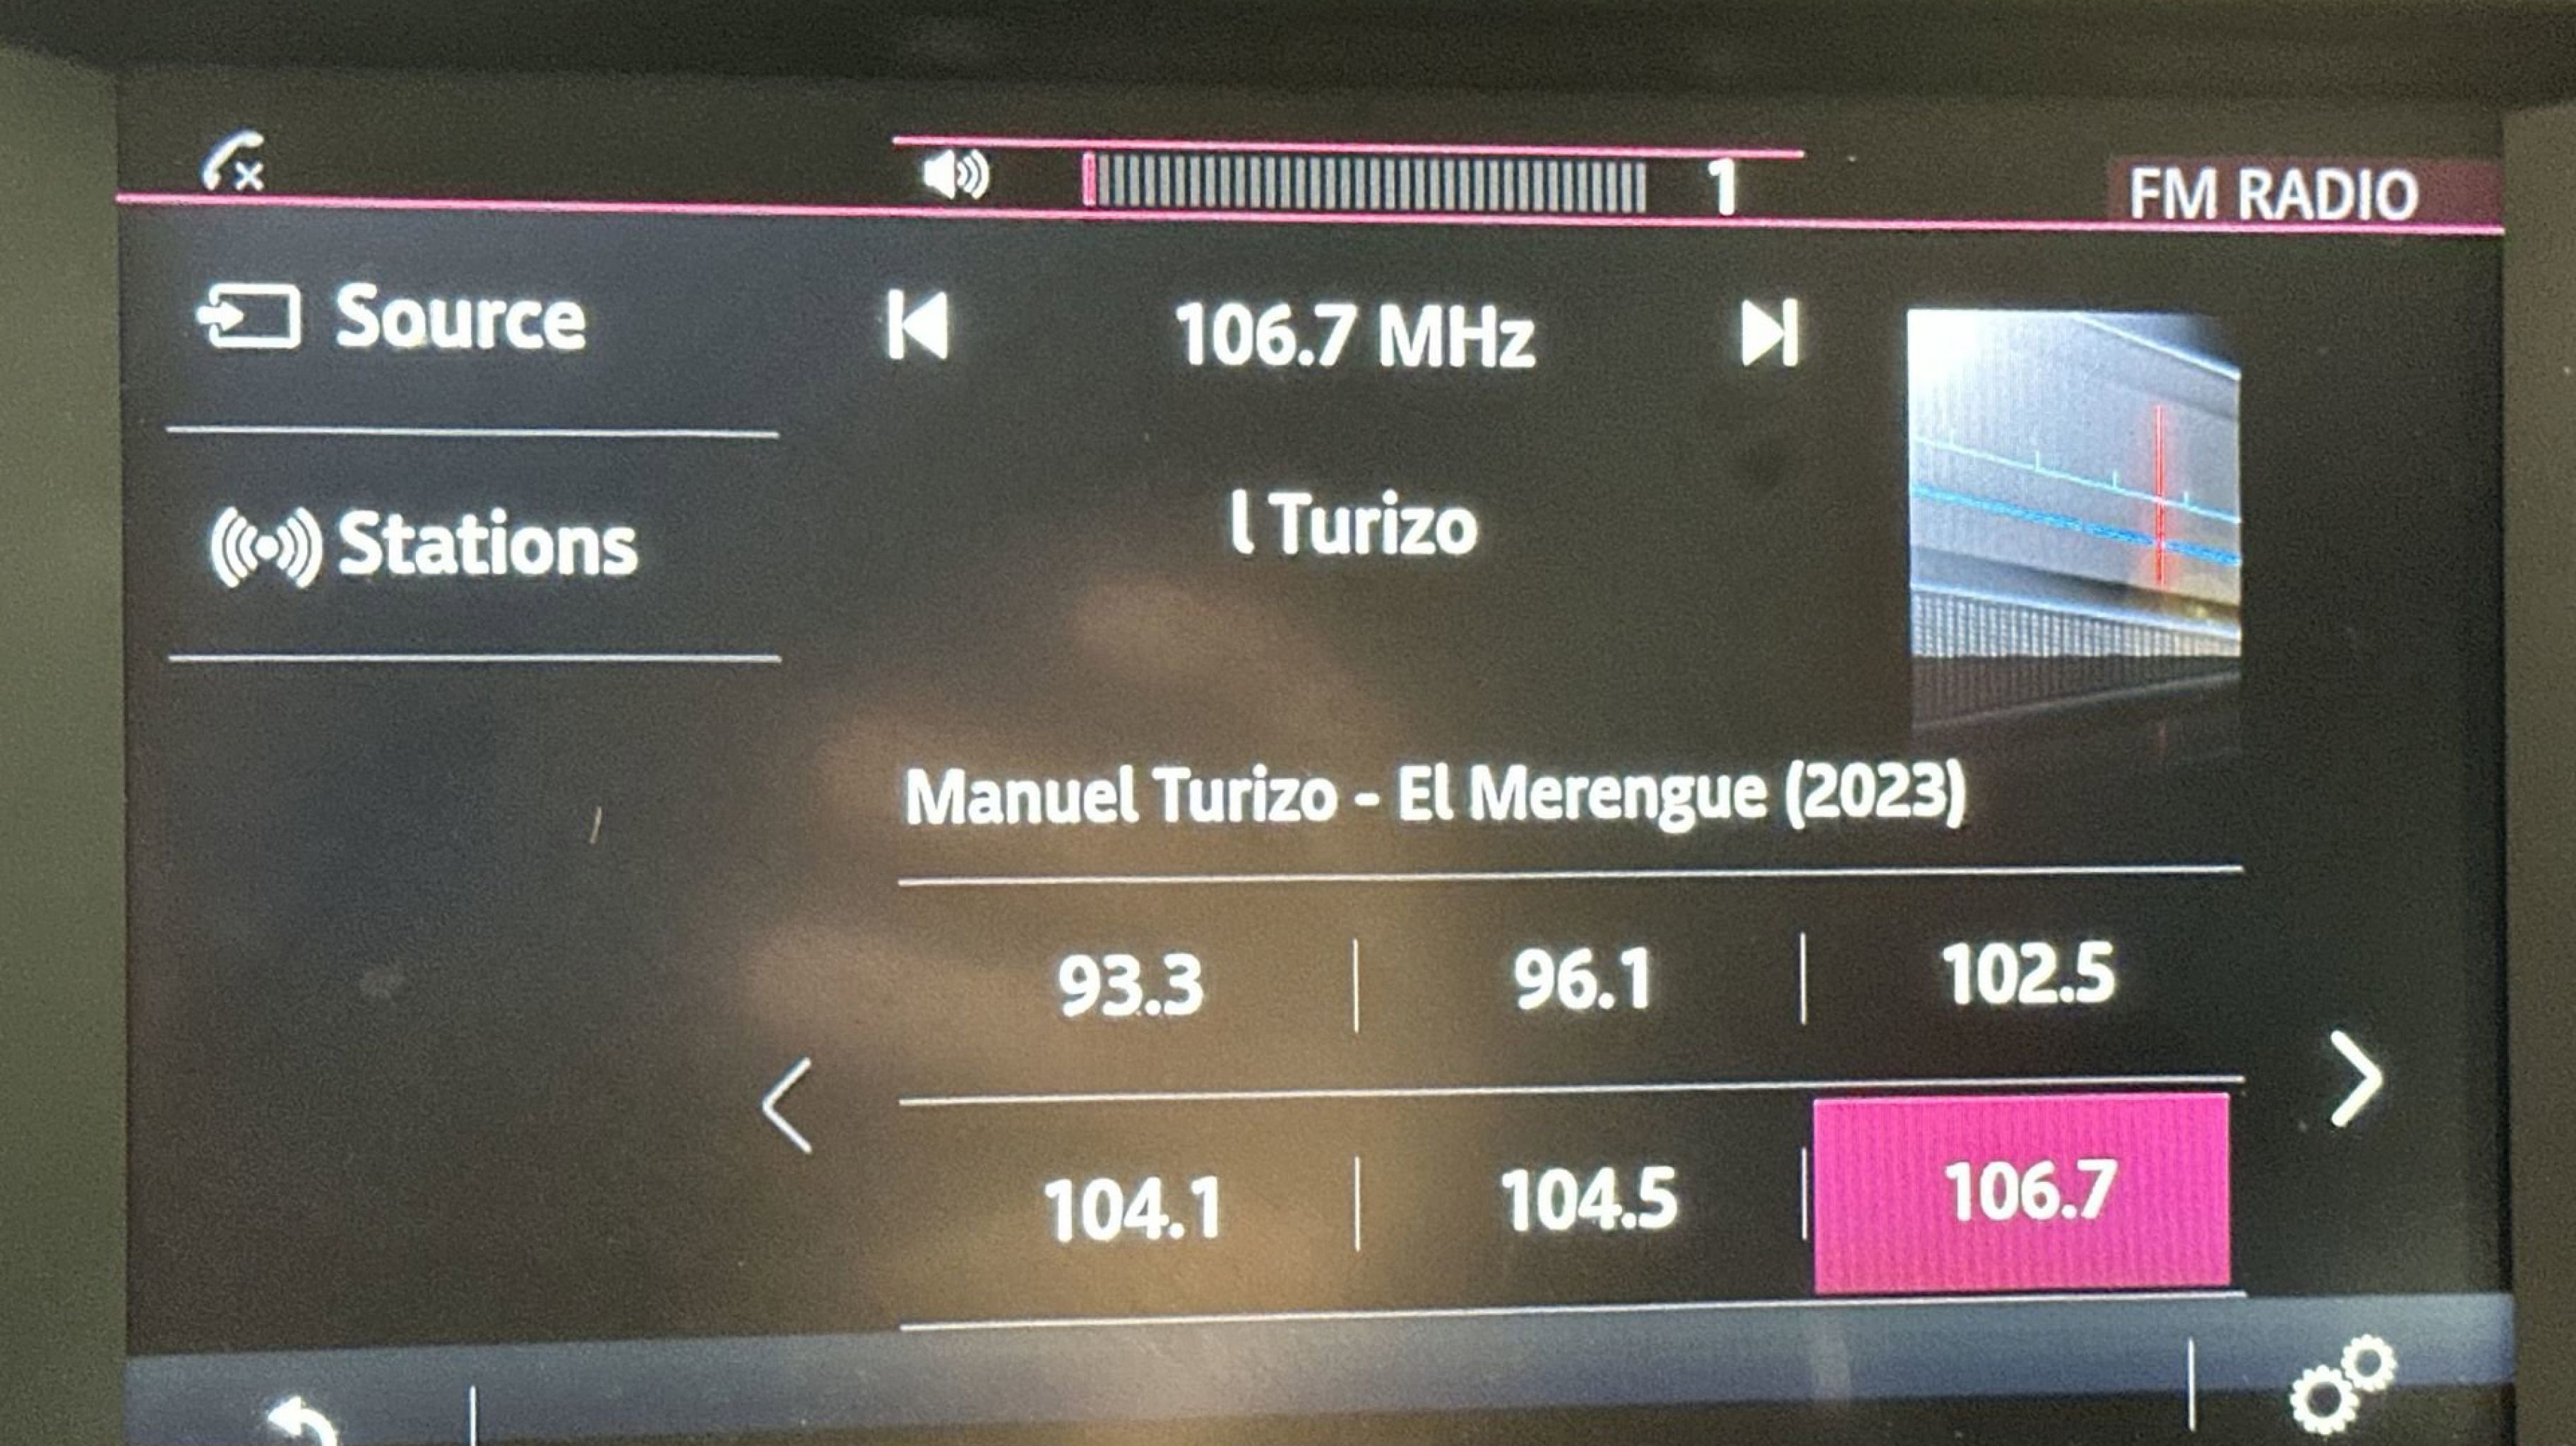 1
FM RADIO
Source
106.7 MHz
Stations
l Turizo
Manuel Turizo - El Merengue (2023)
93.3
96.1
102.5
104.1
104.5
106.7